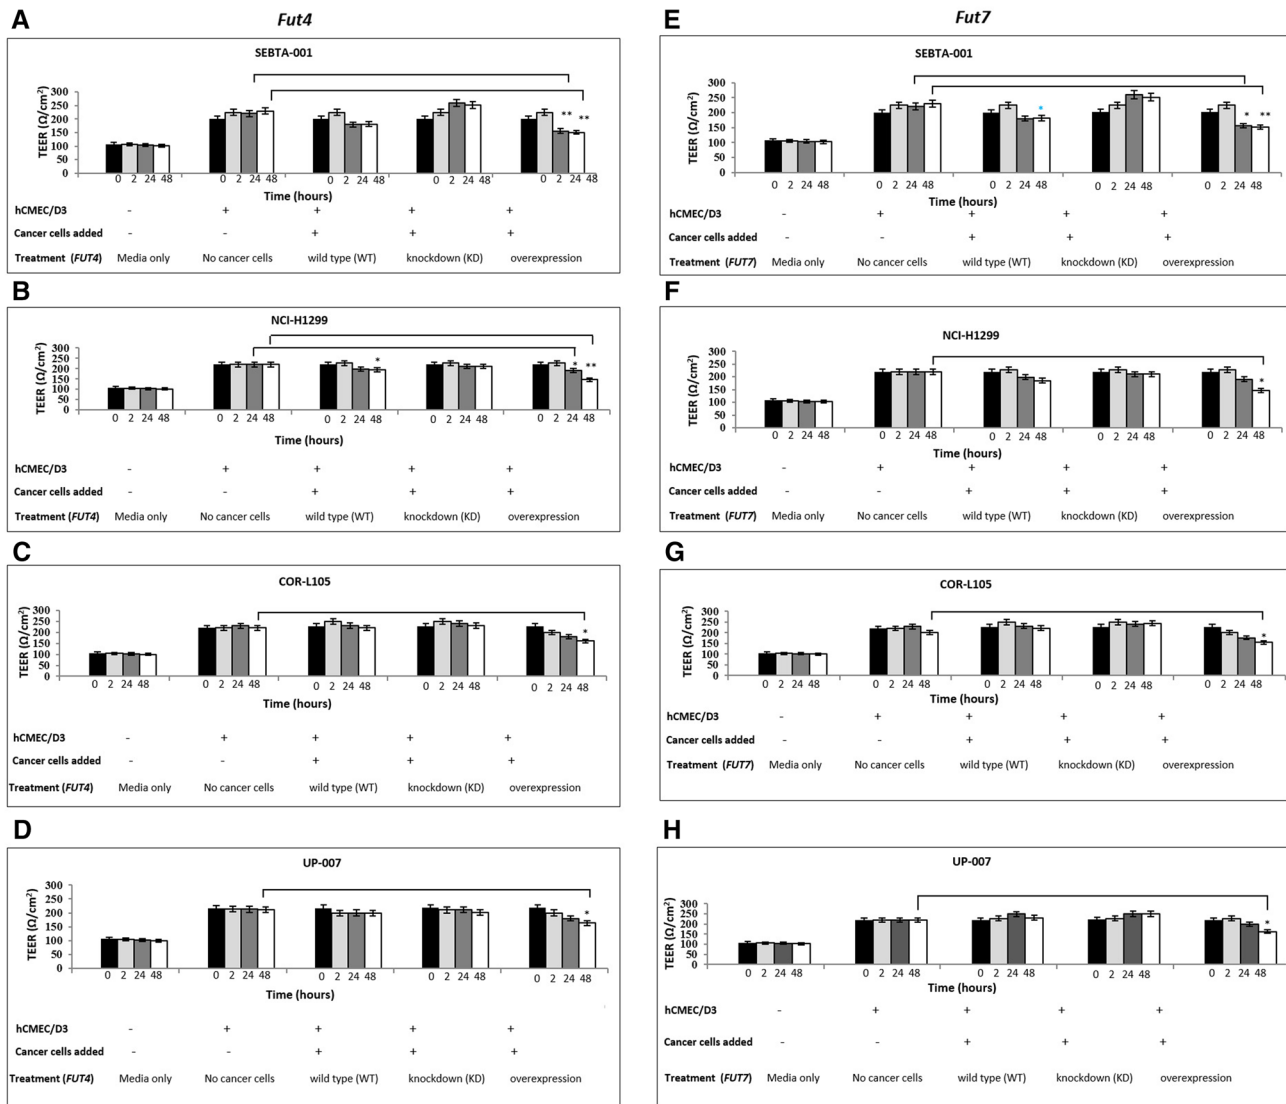 A
Fut4
SEBTA-001
TEER (Ω/cm²)
300
250
200
150
100
50
0
** **
0 2 24 48 0 2 24 48 0 2 24 48 0 2 24 48 0 2 24 48
Time (hours)
hCMEC/D3 - + + + +
Cancer cells added - - + + +
Treatment (FUT4) Media only No cancer cells wild type (WT) knockdown (KD) overexpression
B
NCI-H1299
TEER (Ω/cm²)
300
250
200
150
100
50
0
* * **
0 2 24 48 0 2 24 48 0 2 24 48 0 2 24 48 0 2 24 48
Time (hours)
hCMEC/D3 - + + + +
Cancer cells added - - + + +
Treatment (FUT4) Media only No cancer cells wild type (WT) knockdown (KD) overexpression
C
COR-L105
TEER (Ω/cm²)
300
250
200
150
100
50
0
*
0 2 24 48 0 2 24 48 0 2 24 48 0 2 24 48 0 2 24 48
Time (hours)
hCMEC/D3 - + + + +
Cancer cells added - - + + +
Treatment (FUT4) Media only No cancer cells wild type (WT) knockdown (KD) overexpression
D
UP-007
TEER (Ω/cm²)
300
250
200
150
100
50
0
*
0 2 24 48 0 2 24 48 0 2 24 48 0 2 24 48 0 2 24 48
Time (hours)
hCMEC/D3 - + + + +
Cancer cells added - - + + +
Treatment (FUT4) Media only No cancer cells wild type (WT) knockdown (KD) overexpression
E
Fut7
SEBTA-001
TEER (Ω/cm²)
300
250
200
150
100
50
0
* * **
0 2 24 48 0 2 24 48 0 2 24 48 0 2 24 48 0 2 24 48
Time (hours)
hCMEC/D3 - + + + +
Cancer cells added - - + + +
Treatment (FUT7) Media only No cancer cells wild type (WT) knockdown (KD) overexpression
F
NCI-H1299
TEER (Ω/cm²)
300
250
200
150
100
50
0
*
0 2 24 48 0 2 24 48 0 2 24 48 0 2 24 48 0 2 24 48
Time (hours)
hCMEC/D3 - + + + +
Cancer cells added - - + + +
Treatment (FUT7) Media only No cancer cells wild type (WT) knockdown (KD) overexpression
G
COR-L105
TEER (Ω/cm²)
300
250
200
150
100
50
0
*
0 2 24 48 0 2 24 48 0 2 24 48 0 2 24 48 0 2 24 48
Time (hours)
hCMEC/D3 - + + + +
Cancer cells added - - + + +
Treatment (FUT7) Media only No cancer cells wild type (WT) knockdown (KD) overexpression
H
UP-007
TEER (Ω/cm²)
300
250
200
150
100
50
0
*
0 2 24 48 0 2 24 48 0 2 24 48 0 2 24 48 0 2 24 48
Time (hours)
hCMEC/D3 - + + + +
Cancer cells added - - + + +
Treatment (FUT7) Media only No cancer cells wild type (WT) knockdown (KD) overexpression